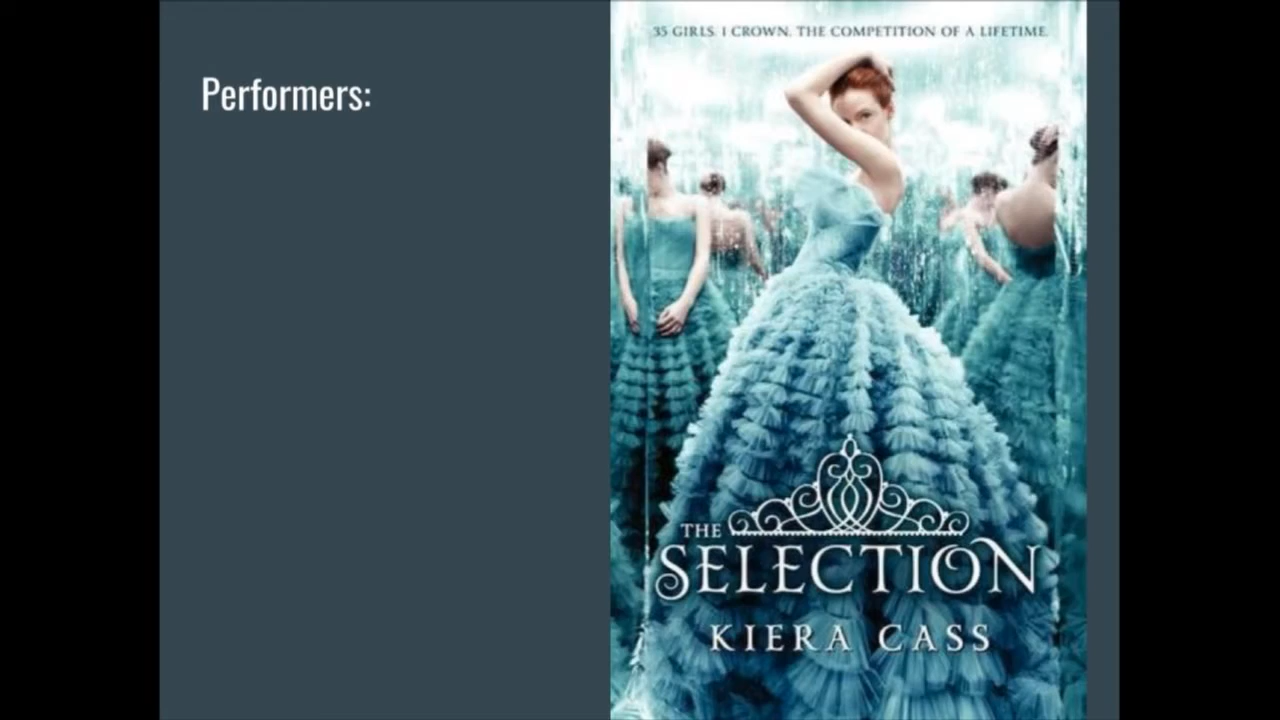 Performers:
35 GIRLS. 1 CROWN. THE COMPETITION OF A LIFETIME.
THE
SELECTION
KIERA CASS